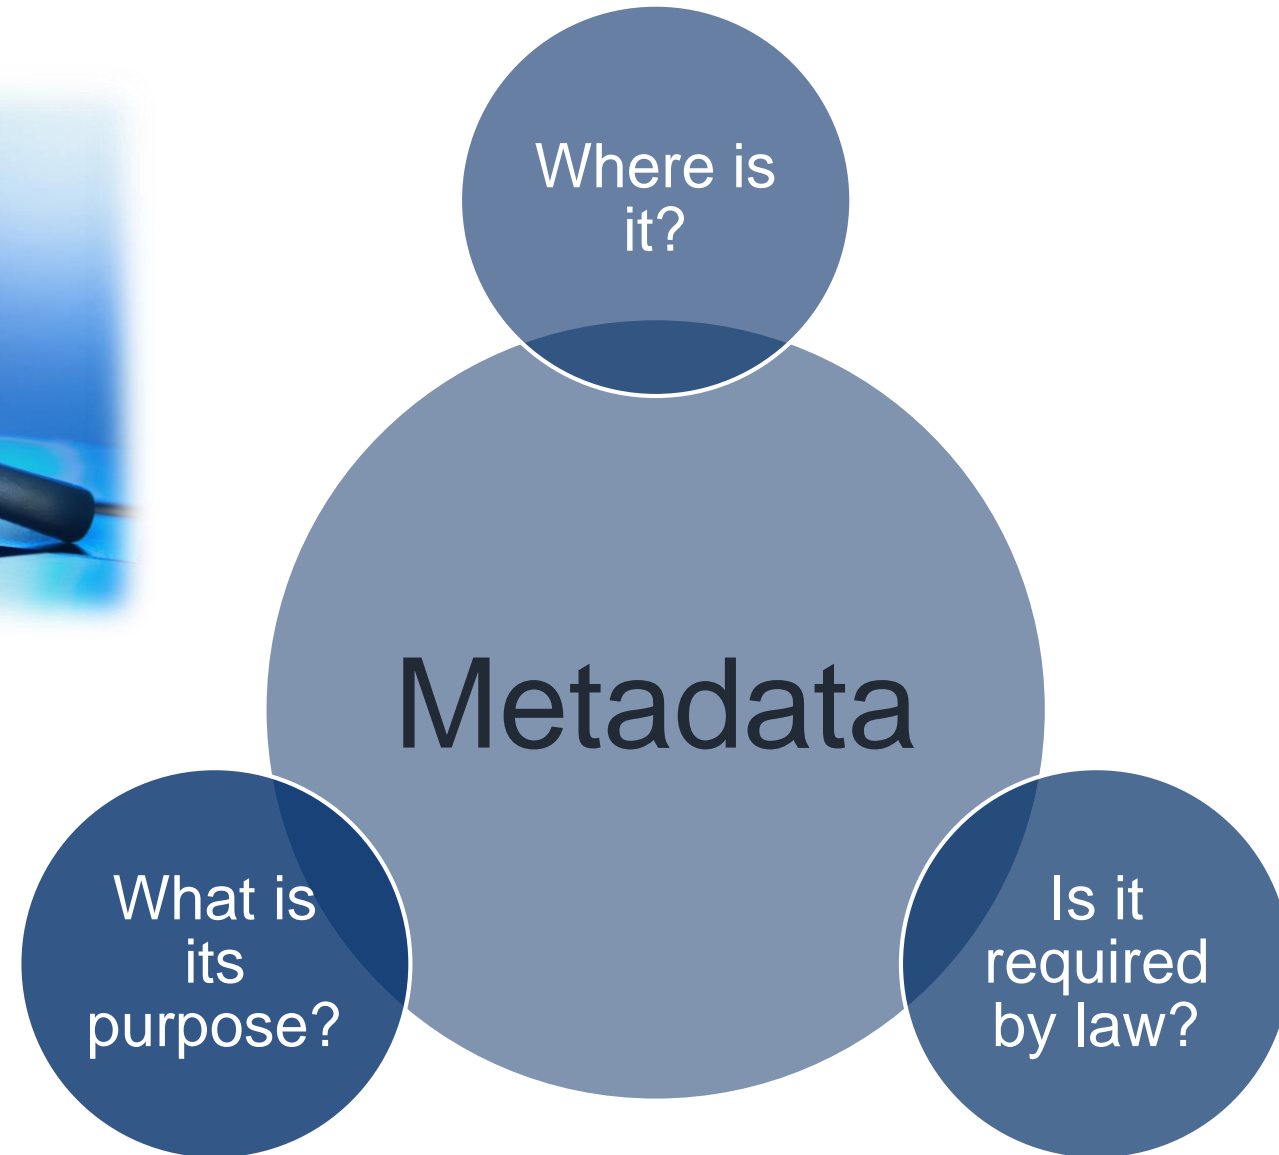 Where is
it?
Metadata
What is
its
purpose?
Is it
required
by law?